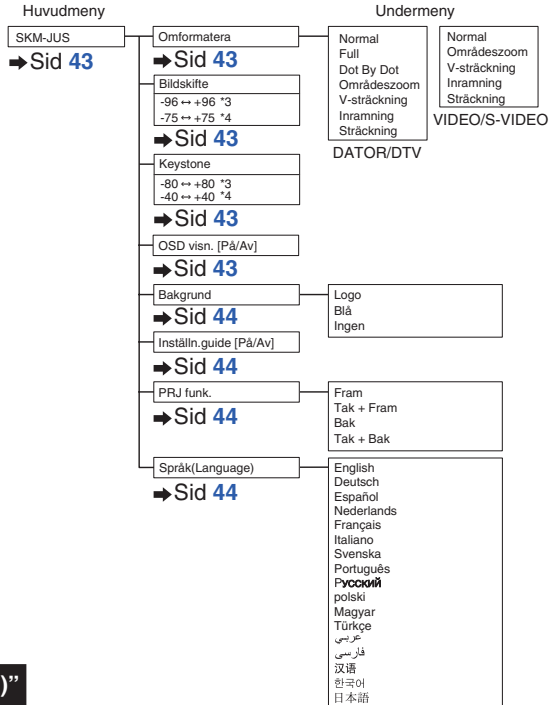 Huvudmeny
Undermeny
SKM-JUS
➡Sid 43
Omformatera
➡Sid 43
Normal
Full
Dot By Dot
Områdeszoom
V-sträckning
Inramning
Sträckning
DATOR/DTV
Normal
Områdeszoom
V-sträckning
Inramning
Sträckning
VIDEO/S-VIDEO
Bildskifte
-96 ↔ +96 *3
-75 ↔ +75 *4
➡Sid 43
Keystone
-80 ↔ +80 *3
-40 ↔ +40 *4
➡Sid 43
OSD visn. [På/Av]
➡Sid 43
Bakgrund
➡Sid 44
Logo
Blå
Ingen
Inställn.guide [På/Av]
➡Sid 44
PRJ funk.
➡Sid 44
Fram
Tak + Fram
Bak
Tak + Bak
Språk(Language)
➡Sid 44
English
Deutsch
Español
Nederlands
Français
Italiano
Svenska
Português
Русский
polski
Magyar
Türkçe
عربي
فارسی
汉语
한국어
日本語
)”